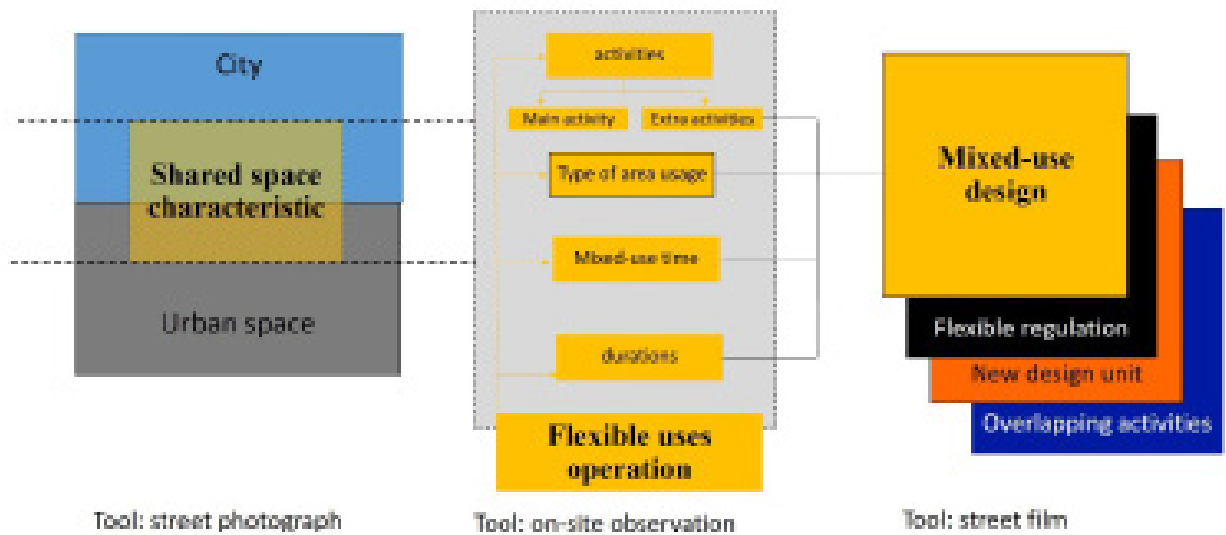 City
Shared space
characteristic
Urban space
Tool: street photograph
activities
Main activity
Extra activities
Type of area usage
Mixed-use time
durations
Flexible uses
operation
Tool: on-site observation
Mixed-use
design
Flexible regulation
New design unit
Overlapping activities
Tool: street film